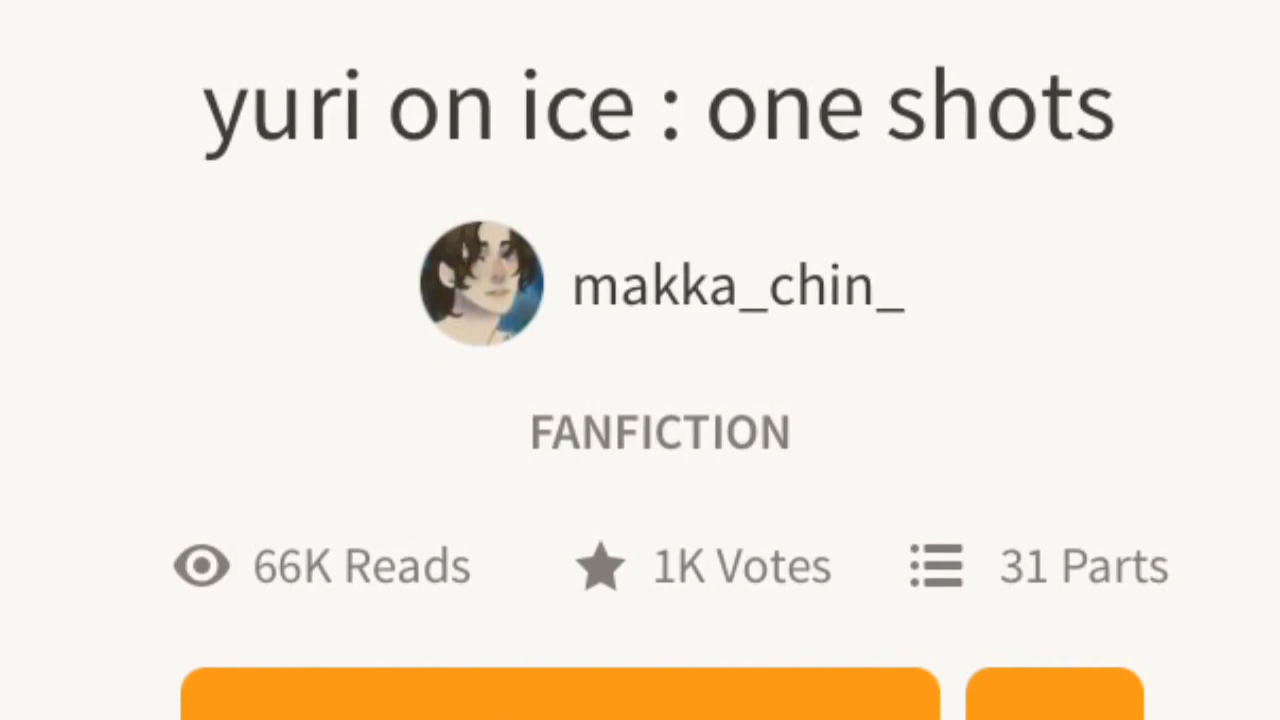 yuri on ice : one shots
makka_chin_
FANFICTION
66K Reads 1K Votes 31 Parts